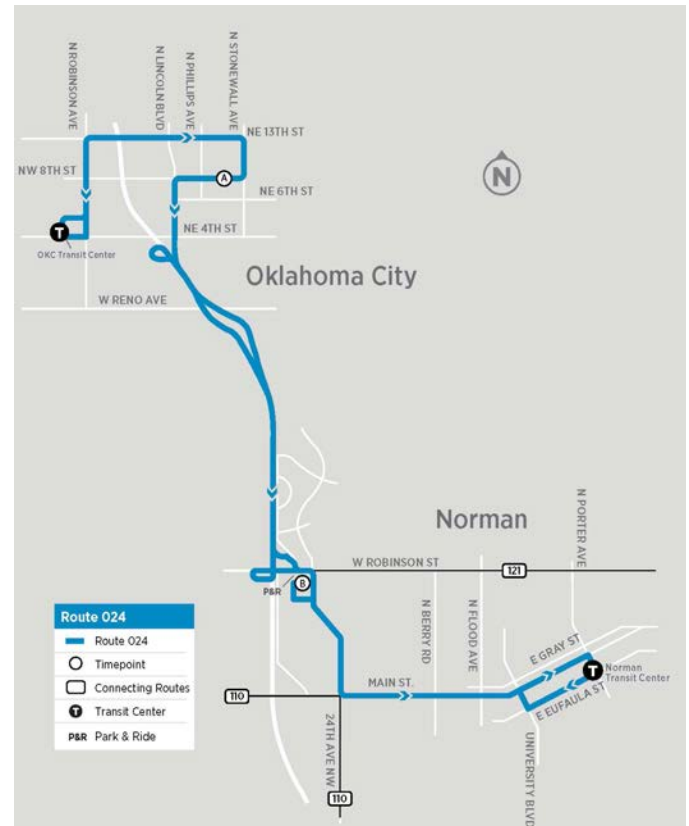 N ROBINSON AVE
N LINCOLN BLVD
N PHILLIPS AVE
N STONEWALL AVE
NE 13TH ST
NW 8TH ST
A
NE 6TH ST
N
T
NE 4TH ST
OKC Transit Center
Oklahoma City
W RENO AVE
Norman
N PORTER AVE
W ROBINSON ST
121
P&R
B
N BERRY RD
N FLOOD AVE
E GRAY ST
T
Norman
Transit Center
MAIN ST.
E EUFAULA ST
110
24TH AVE NW
UNIVERSITY BLVD
110
Route 024
Route 024
Timepoint
Connecting Routes
T
Transit Center
P&R
Park & Ride